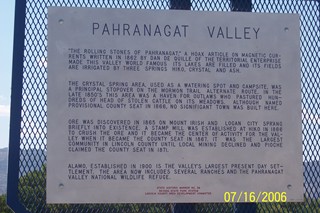 PAHRANAGAT VALLEY
"THE ROLLING STONES OF PAHRANAGAT," A HOAX ARTICLE ON MAGNETIC CUR-
RENTS WRITTEN IN 1862 BY DAN DE QUILLE OF THE TERRITORIAL ENTERPRISE
MADE THIS VALLEY WORLD FAMOUS. ITS LAKES ARE FILLED AND ITS FIELDS
ARE IRRIGATED BY THREE SPRINGS HIKO, CRYSTAL AND ASH.
THE CRYSTAL SPRING AREA, USED AS A WATERING SPOT AND CAMPSITE, WAS
A PRINCIPAL STOPOVER ON THE MORMON TRAIL ALTERNATE ROUTE. IN THE
LATE 1850'S THIS AREA WAS A HAVEN FOR OUTLAWS WHO PASTURED HUN-
DREDS OF HEAD OF STOLEN CATTLE ON ITS MEADOWS. ALTHOUGH NAMED
PROVISIONAL COUNTY SEAT IN 1866, NO SIGNIFICANT TOWN WAS BUILT HERE.
ORE WAS DISCOVERED IN 1865 ON MOUNT IRISH AND LOGAN CITY SPRANG
BRIEFLY INTO EXISTENCE. A STAMP MILL WAS ESTABLISHED AT HIKO IN 1866
TO CRUSH THE ORE AND IT BECAME THE CENTER OF ACTIVITY FOR THE VAL-
LEY WHEN IT BECAME THE COUNTY SEAT IN 1867. IT WAS THE LARGEST
COMMUNITY IN LINCOLN COUNTY UNTIL LOCAL MINING DECLINED AND PIOCHE
CLAIMED THE COUNTY SEAT IN 1871.
ALAMO, ESTABLISHED IN 1900 IS THE VALLEY'S LARGEST PRESENT DAY SET-
TLEMENT. THE AREA NOW INCLUDES SEVERAL RANCHES AND THE PAHRANAGAT
VALLEY NATIONAL WILDLIFE REFUGE.
07/16/2006